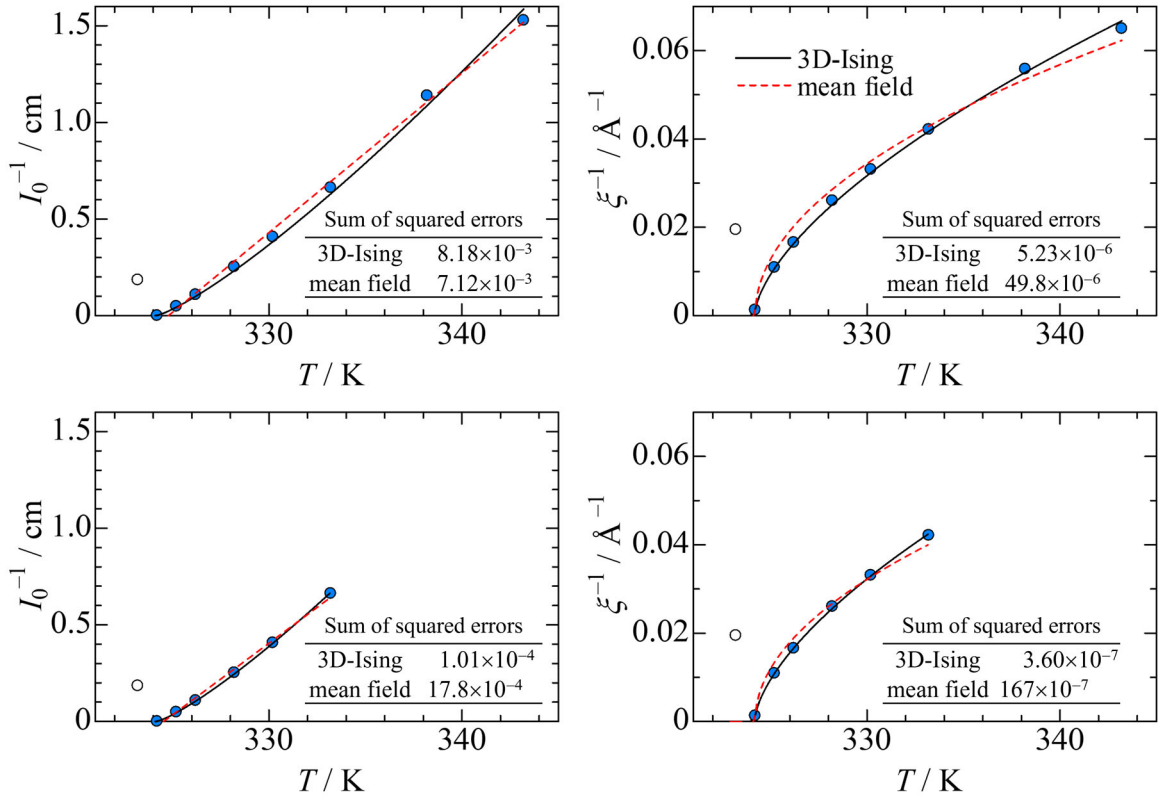 1.5
1.0
0.5
0
I₀⁻¹ / cm
Sum of squared errors
3D-Ising 8.18×10⁻³
mean field 7.12×10⁻³
330 340
T / K
0.06
0.04
0.02
0
ξ⁻¹ / Å⁻¹
3D-Ising
mean field
Sum of squared errors
3D-Ising 5.23×10⁻⁶
mean field 49.8×10⁻⁶
330 340
T / K
1.5
1.0
0.5
0
I₀⁻¹ / cm
Sum of squared errors
3D-Ising 1.01×10⁻⁴
mean field 17.8×10⁻⁴
330 340
T / K
0.06
0.04
0.02
0
ξ⁻¹ / Å⁻¹
Sum of squared errors
3D-Ising 3.60×10⁻⁷
mean field 167×10⁻⁷
330 340
T / K